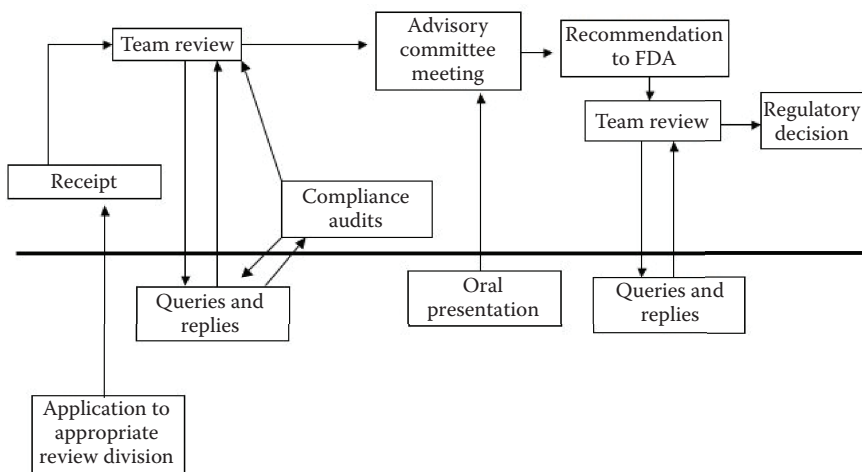 Team review
Advisory
committee
meeting
Recommendation
to FDA
Team review
Regulatory
decision
Receipt
Compliance
audits
Queries and
replies
Oral
presentation
Queries and
replies
Application to
appropriate
review division